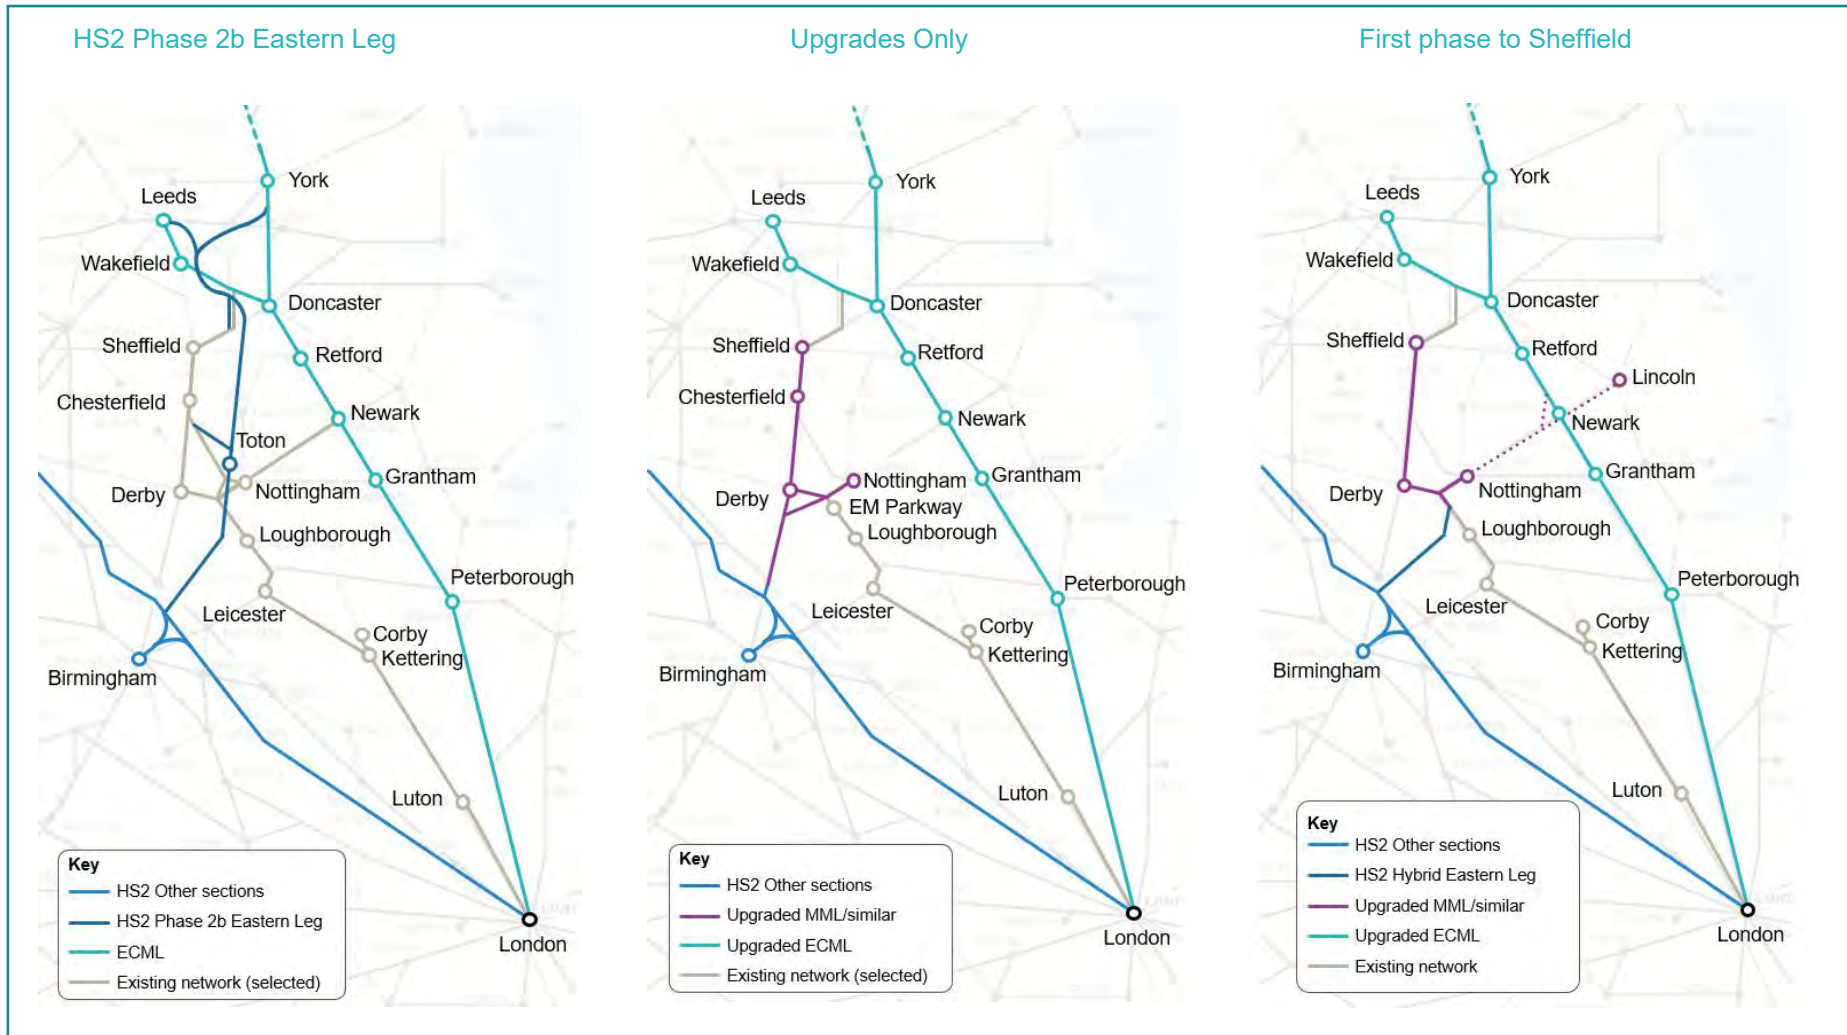 HS2 Phase 2b Eastern Leg
York
Leeds
Wakefield
Doncaster
Sheffield
Retford
Chesterfield
Newark
Toton
Grantham
Derby
Nottingham
Loughborough
Peterborough
Leicester
Corby
Kettering
Birmingham
Luton
London
Key
HS2 Other sections
HS2 Phase 2b Eastern Leg
ECML
Existing network (selected)
Upgrades Only
York
Leeds
Wakefield
Doncaster
Sheffield
Retford
Chesterfield
Newark
Grantham
Nottingham
Derby
EM Parkway
Loughborough
Peterborough
Leicester
Corby
Kettering
Birmingham
Luton
London
Key
HS2 Other sections
Upgraded MML/similar
Upgraded ECML
Existing network (selected)
First phase to Sheffield
York
Leeds
Wakefield
Doncaster
Sheffield
Retford
Lincoln
Newark
Grantham
Derby
Nottingham
Loughborough
Peterborough
Leicester
Corby
Kettering
Birmingham
Luton
London
Key
HS2 Other sections
HS2 Hybrid Eastern Leg
Upgraded MML/similar
Upgraded ECML
Existing network